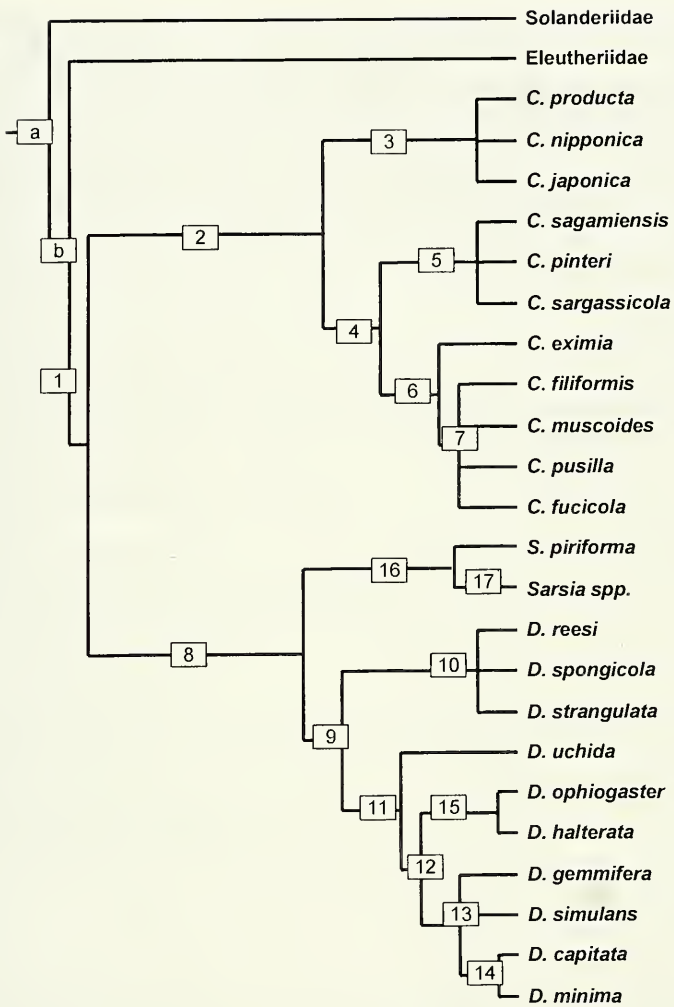 Solanderiidae
Eleutheriidae
a
C. producta
3
C. nipponica
C. japonica
C. sagamiensis
2
b
5
C. pinteri
C. sargassicola
4
C. eximia
1
6
C. filiformis
C. muscoides
7
C. pusilla
C. fucicola
S. piriforma
16
17
Sarsia spp.
D. reesi
8
10
D. spongicola
D. strangulata
9
D. uchida
D. ophiogaster
11
15
D. halterata
12
D. gemmifera
13
D. simulans
D. capitata
14
D. minima